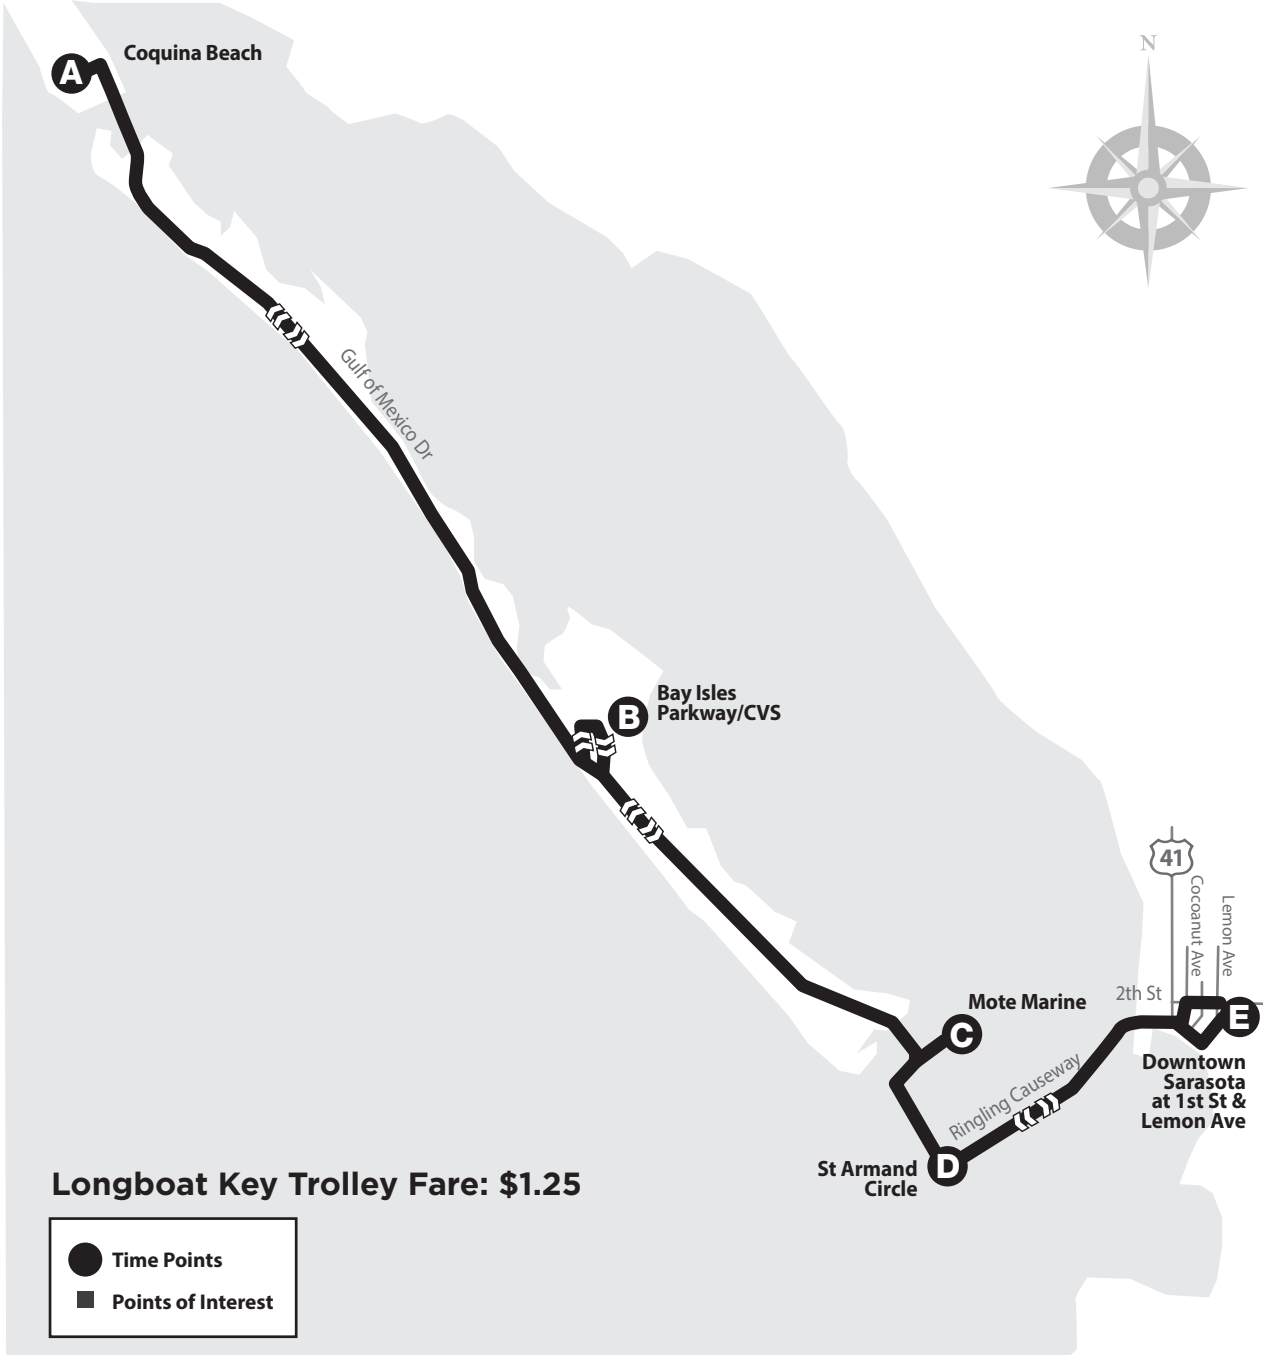 N
A
Coquina Beach
Gulf of Mexico Dr
B
Bay Isles
Parkway/CVS
41
Cocoanut Ave
Lemon Ave
2th St
Mote Marine
C
E
Downtown
Sarasota
at 1st St &
Lemon Ave
Ringling Causeway
D
St Armand
Circle
Longboat Key Trolley Fare: $1.25
Time Points
Points of Interest